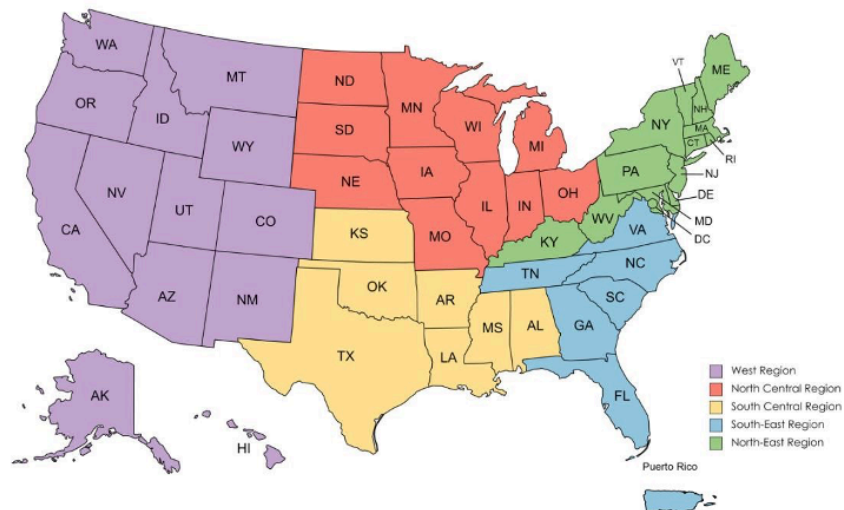 WA
OR
ID
MT
WY
NV
UT
CO
CA
AZ
NM
AK
HI
ND
SD
NE
MN
IA
MO
WI
IL
IN
MI
OH
KS
OK
TX
AR
LA
MS
AL
TN
VA
NC
SC
GA
FL
KY
WV
PA
NY
VT
NH
ME
MA
CT
RI
NJ
DE
MD
DC
West Region
North Central Region
South Central Region
South-East Region
North-East Region
Puerto Rico